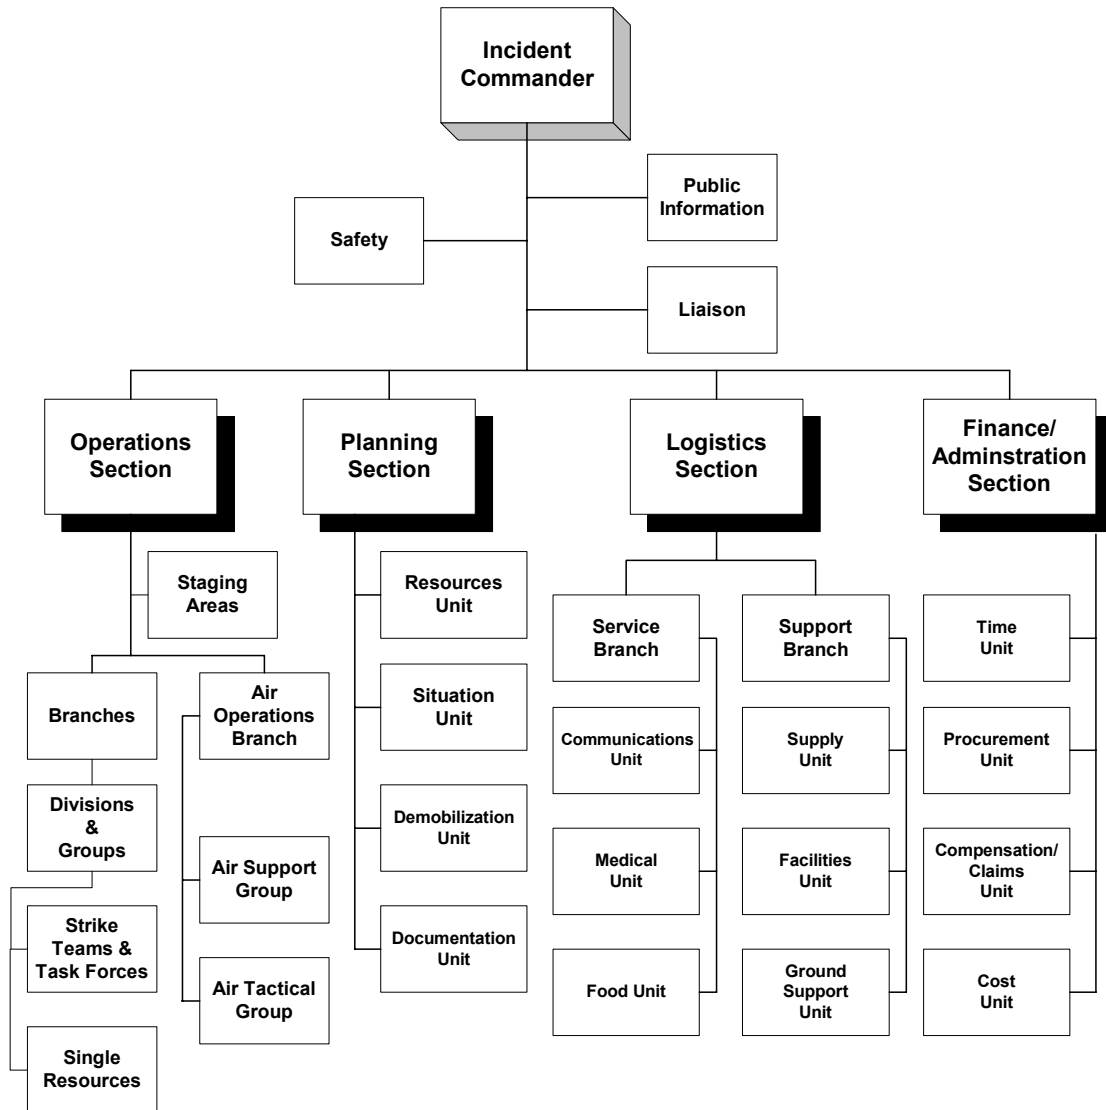 Incident
Commander
Public
Information
Safety
Liaison
Operations
Section
Planning
Section
Logistics
Section
Finance/
Adminstration
Section
Staging
Areas
Branches
Air
Operations
Branch
Divisions
&
Groups
Air Support
Group
Strike
Teams &
Task Forces
Air Tactical
Group
Single
Resources
Resources
Unit
Situation
Unit
Demobilization
Unit
Documentation
Unit
Service
Branch
Communications
Unit
Medical
Unit
Food Unit
Support
Branch
Supply
Unit
Facilities
Unit
Ground
Support
Unit
Time
Unit
Procurement
Unit
Compensation/
Claims
Unit
Cost
Unit